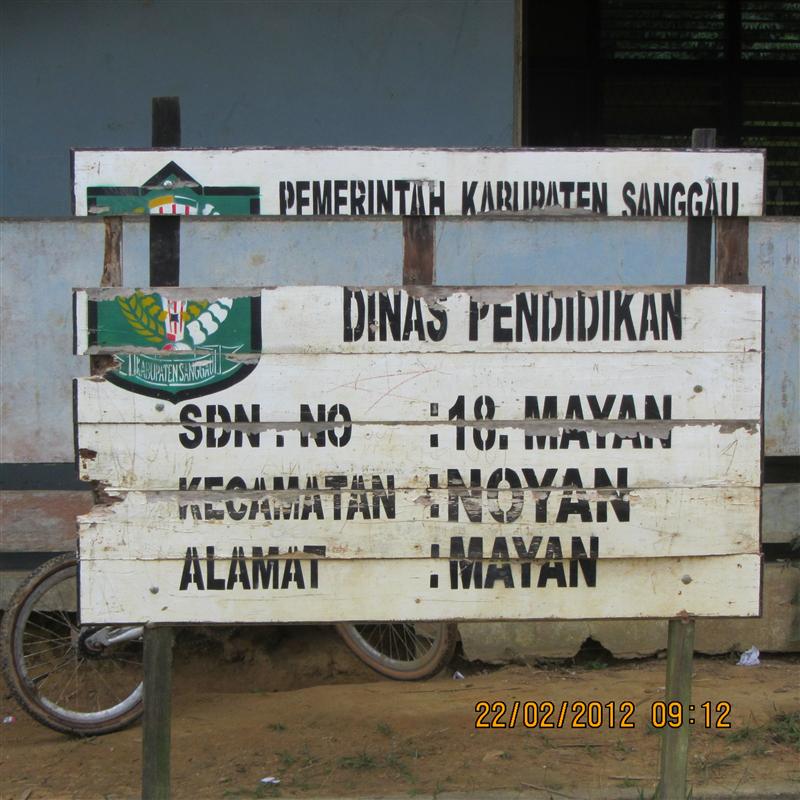 PEMERINTAH KABUPATEN SANGGAU
DINAS PENDIDIKAN
KABUPATEN SANGGAU
SDN . NO : 18. MAYAN
KECAMATAN : NOYAN
ALAMAT : MAYAN
22/02/2012 09:12